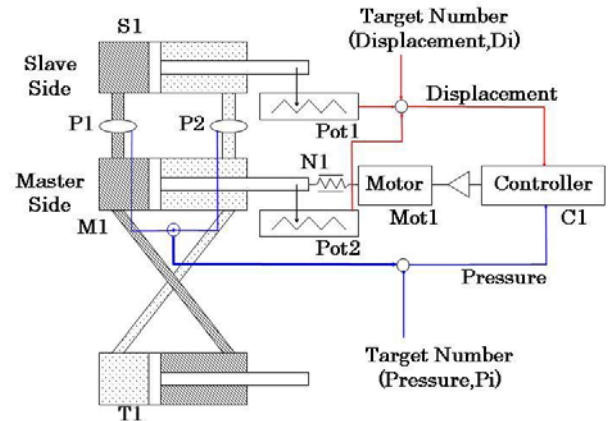 S1
Target Number
(Displacement,Di)
Slave
Side
Displacement
P1
P2
Pot1
N1
Master
Side
Motor
Controller
M1
Mot1
C1
Pot2
Pressure
Target Number
(Pressure,Pi)
T1